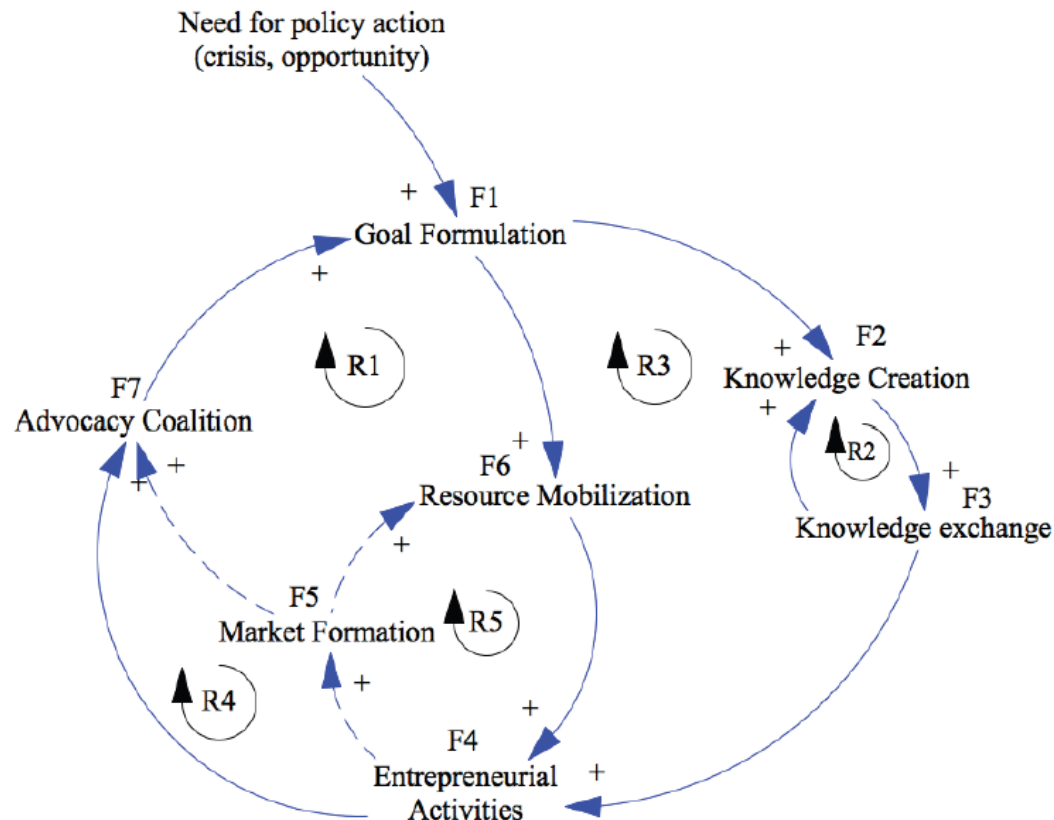 Need for policy action
(crisis, opportunity)
+
F1
Goal Formulation
+
R1
R3
+
F2
Knowledge Creation
+
F7
Advocacy Coalition
+
+
R2
+
F6
Resource Mobilization
+
F3
Knowledge exchange
+
F5
Market Formation
R5
+
R4
+
F4
Entrepreneurial
Activities
+